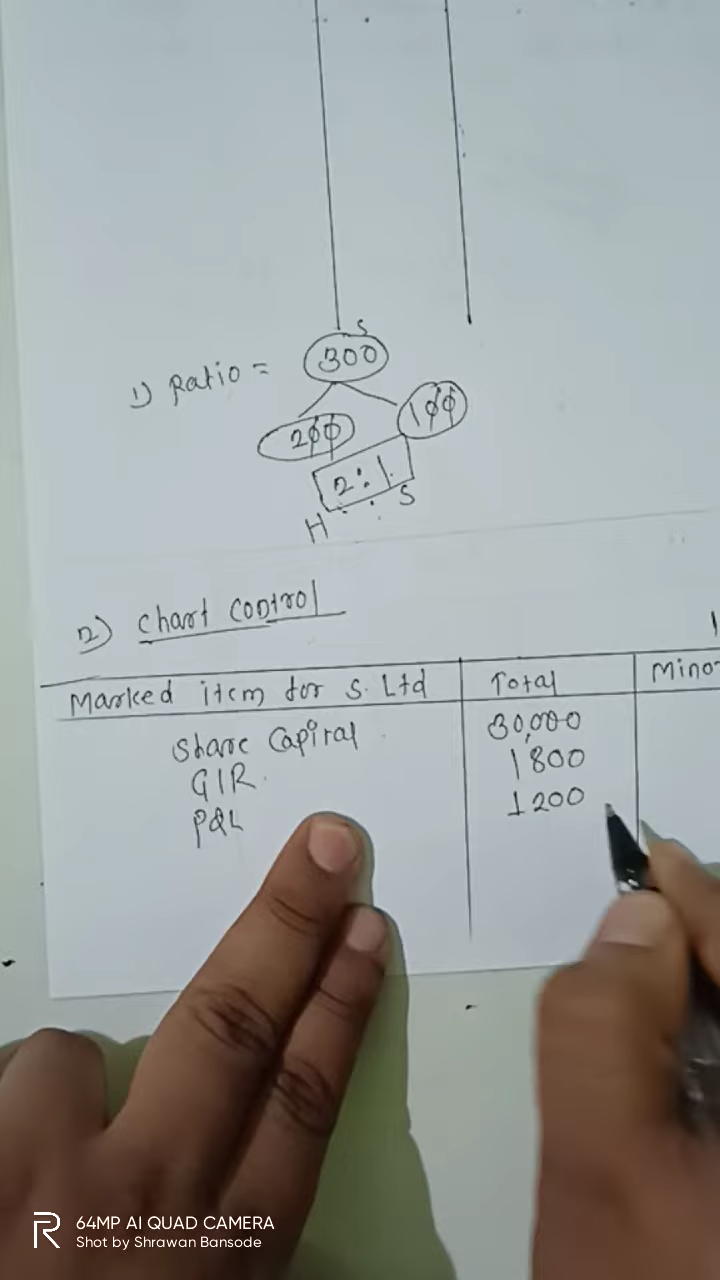 S
1) Ratio = 300
200 100
2:1
H S
2) Chart Control
Marked item for S. Ltd Total Mino
Share Capital 30,000
GIR 1800
P&L 1200
R 64MP AI QUAD CAMERA
Shot by Shrawan Bansode